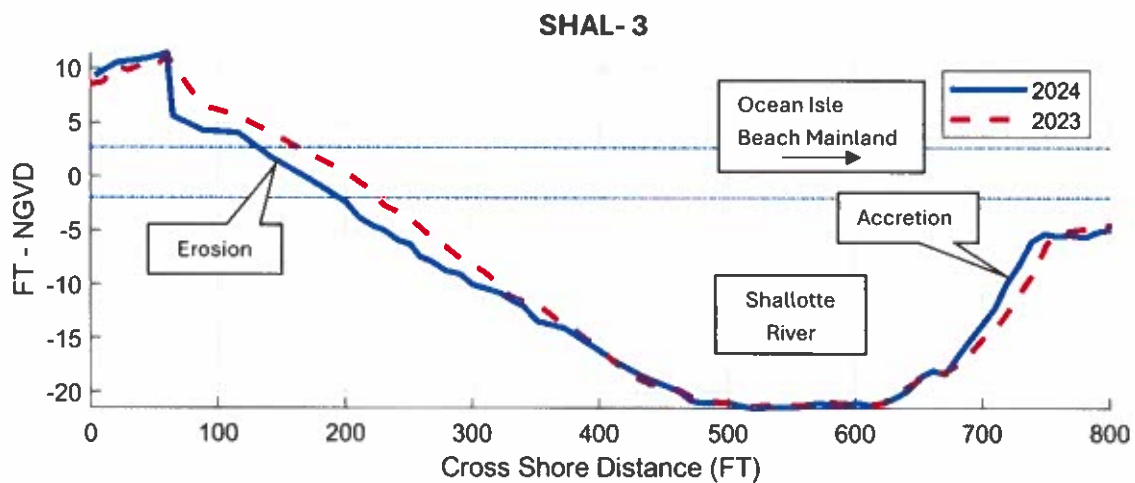 SHAL-3
10
5
0
-5
-10
-15
-20
FT - NGVD
Ocean Isle
Beach Mainland
2024
2023
Erosion
Accretion
Shallotte
River
0 100 200 300 400 500 600 700 800
Cross Shore Distance (FT)